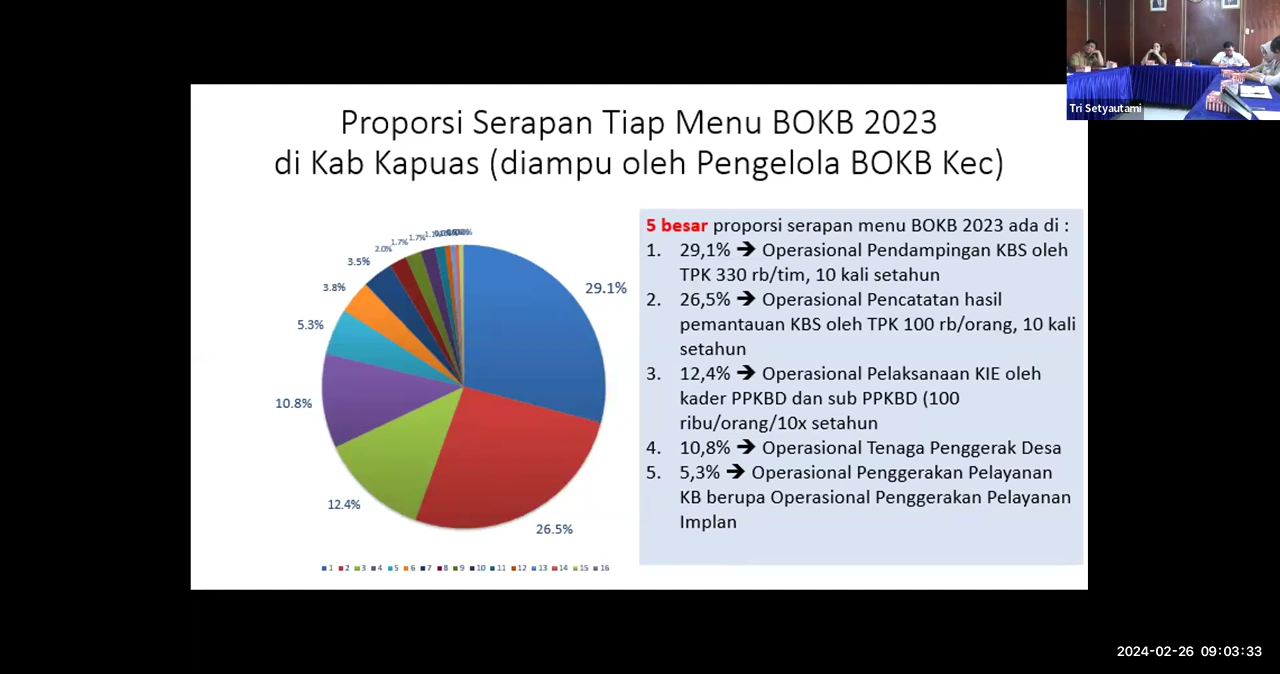 Tri Setyautami
Proporsi Serapan Tiap Menu BOKB 2023
di Kab Kapuas (diampu oleh Pengelola BOKB Kec)
29.1%
26.5%
12.4%
10.8%
5.3%
3.8%
3.5%
2.0%
1.7%
1.7%
1 2 3 4 5 6 7 8 9 10 11 12 13 14 15 16
5 besar proporsi serapan menu BOKB 2023 ada di :
1. 29,1% ➔ Operasional Pendampingan KBS oleh
TPK 330 rb/tim, 10 kali setahun
2. 26,5% ➔ Operasional Pencatatan hasil
pemantauan KBS oleh TPK 100 rb/orang, 10 kali
setahun
3. 12,4% ➔ Operasional Pelaksanaan KIE oleh
kader PPKBD dan sub PPKBD (100
ribu/orang/10x setahun
4. 10,8% ➔ Operasional Tenaga Penggerak Desa
5. 5,3% ➔ Operasional Penggerakan Pelayanan
KB berupa Operasional Penggerakan Pelayanan
Implan
2024-02-26 09:03:33